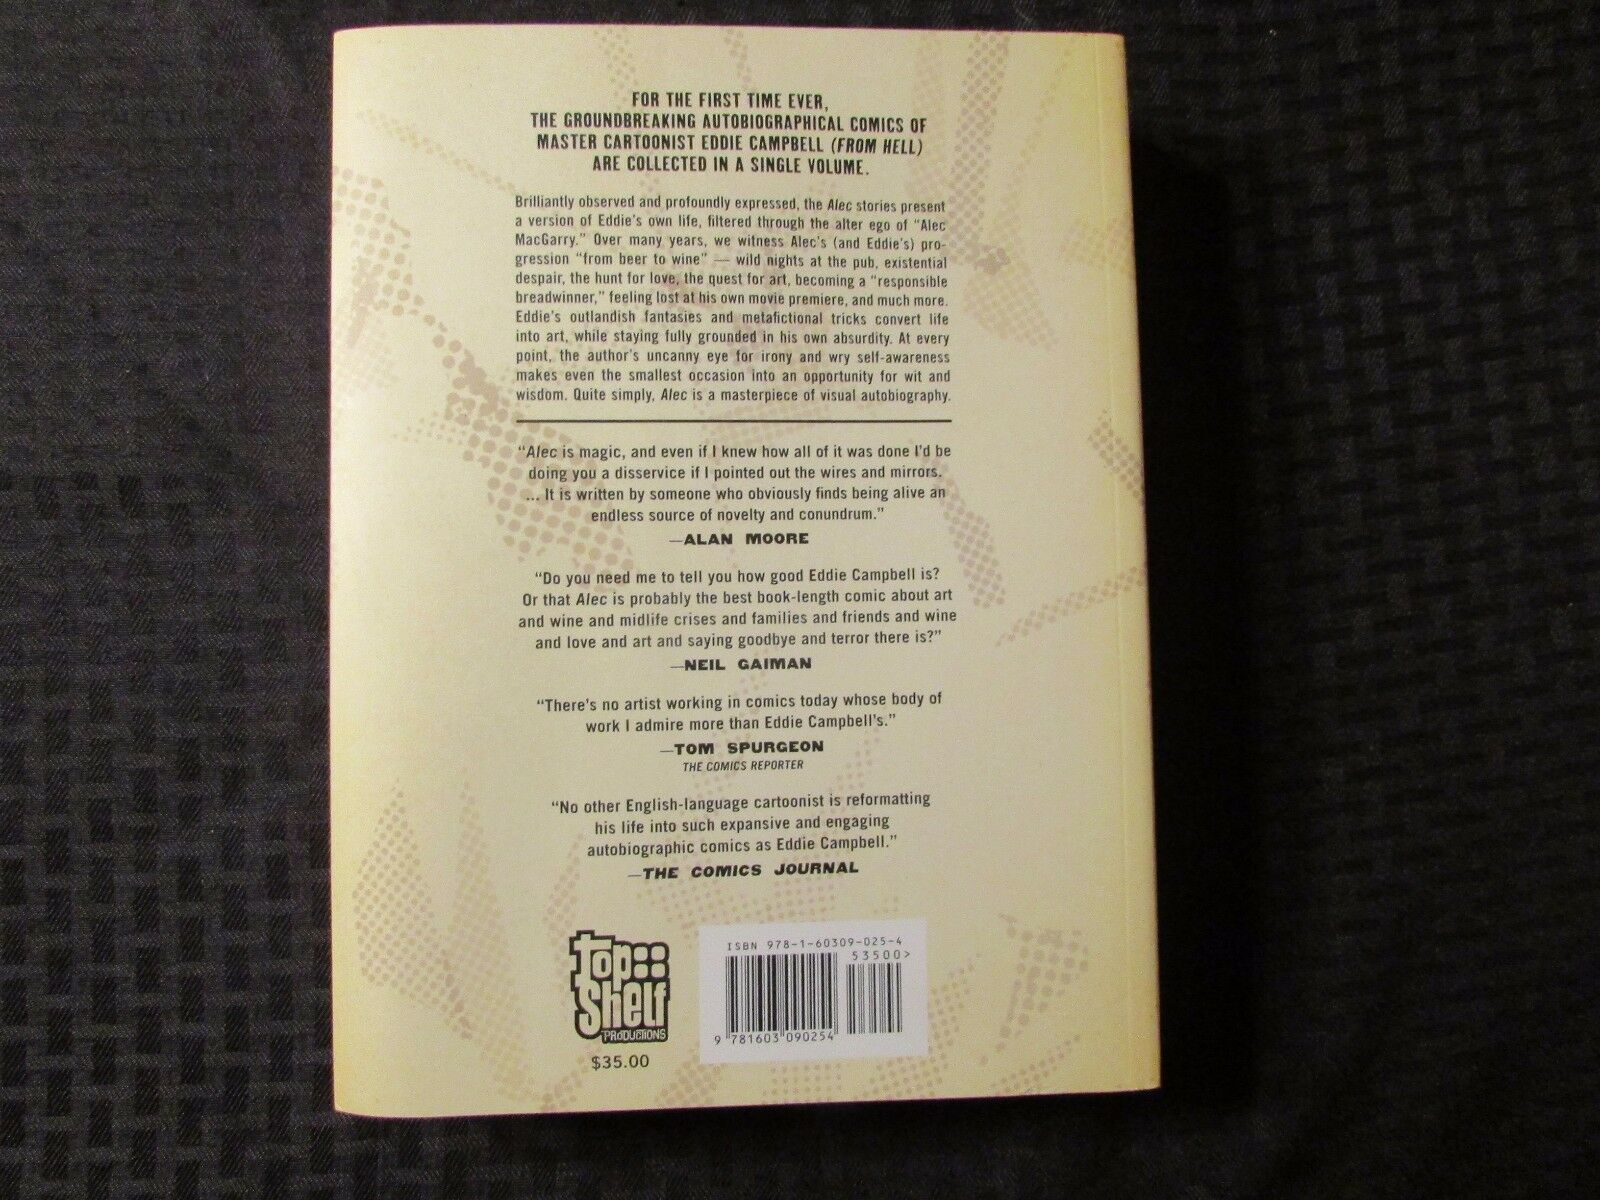 FOR THE FIRST TIME EVER,
THE GROUNDBREAKING AUTOBIOGRAPHICAL COMICS OF
MASTER CARTOONIST EDDIE CAMPBELL (FROM HELL)
ARE COLLECTED IN A SINGLE VOLUME.
Brilliantly observed and profoundly expressed, the Alec stories present
a version of Eddie's own life, filtered through the alter ego of “Alec
MacGarry.” Over many years, we witness Alec's (and Eddie's) pro-
gression “from beer to wine” — wild nights at the pub, existential
despair, the hunt for love, the quest for art, becoming a “responsible
breadwinner,” feeling lost at his own movie premiere, and much more.
Eddie's outlandish fantasies and metafictional tricks convert life
into art, while staying fully grounded in his own absurdity. At every
point, the author's uncanny eye for irony and wry self-awareness
makes even the smallest occasion into an opportunity for wit and
wisdom. Quite simply, Alec is a masterpiece of visual autobiography.
“Alec is magic, and even if I knew how all of it was done I'd be
doing you a disservice if I pointed out the wires and mirrors.
... It is written by someone who obviously finds being alive an
endless source of novelty and conundrum.”
—ALAN MOORE
“Do you need me to tell you how good Eddie Campbell is?
Or that Alec is probably the best book-length comic about art
and wine and midlife crises and families and friends and wine
and love and art and saying goodbye and terror there is?”
—NEIL GAIMAN
“There's no artist working in comics today whose body of
work I admire more than Eddie Campbell's.”
—TOM SPURGEON
THE COMICS REPORTER
“No other English-language cartoonist is reformatting
his life into such expansive and engaging
autobiographic comics as Eddie Campbell.”
—THE COMICS JOURNAL
Top
Shelf
PRODUCTIONS
$35.00
ISBN 978-1-60309-025-4
53500>
9 781603 090254